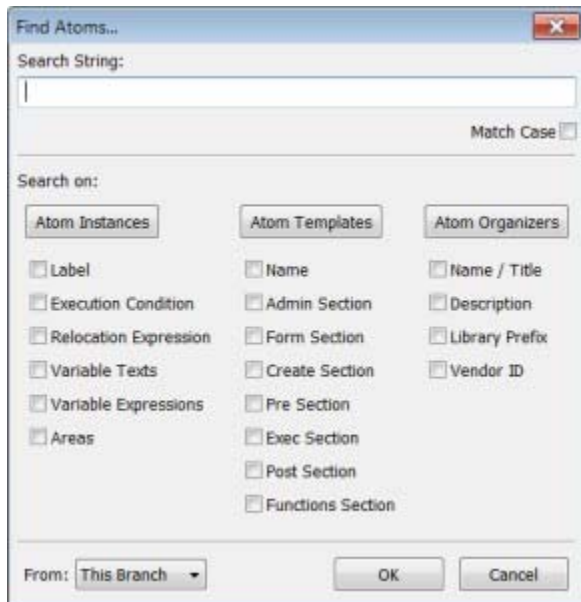 Find Atoms...
Search String:
Match Case
Search on:
Atom Instances Atom Templates Atom Organizers
Label Name Name / Title
Execution Condition Admin Section Description
Relocation Expression Form Section Library Prefix
Variable Texts Create Section Vendor ID
Variable Expressions Pre Section
Areas Exec Section
Post Section
Functions Section
From: This Branch OK Cancel